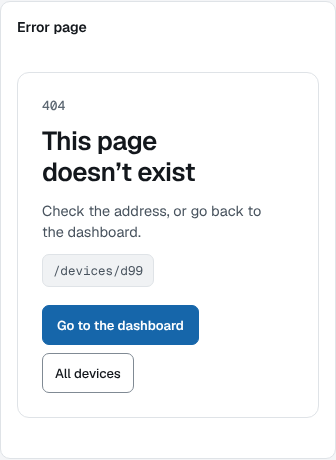 Error page
404
This page
doesn’t exist
Check the address, or go back to
the dashboard.
/devices/d99
Go to the dashboard
All devices